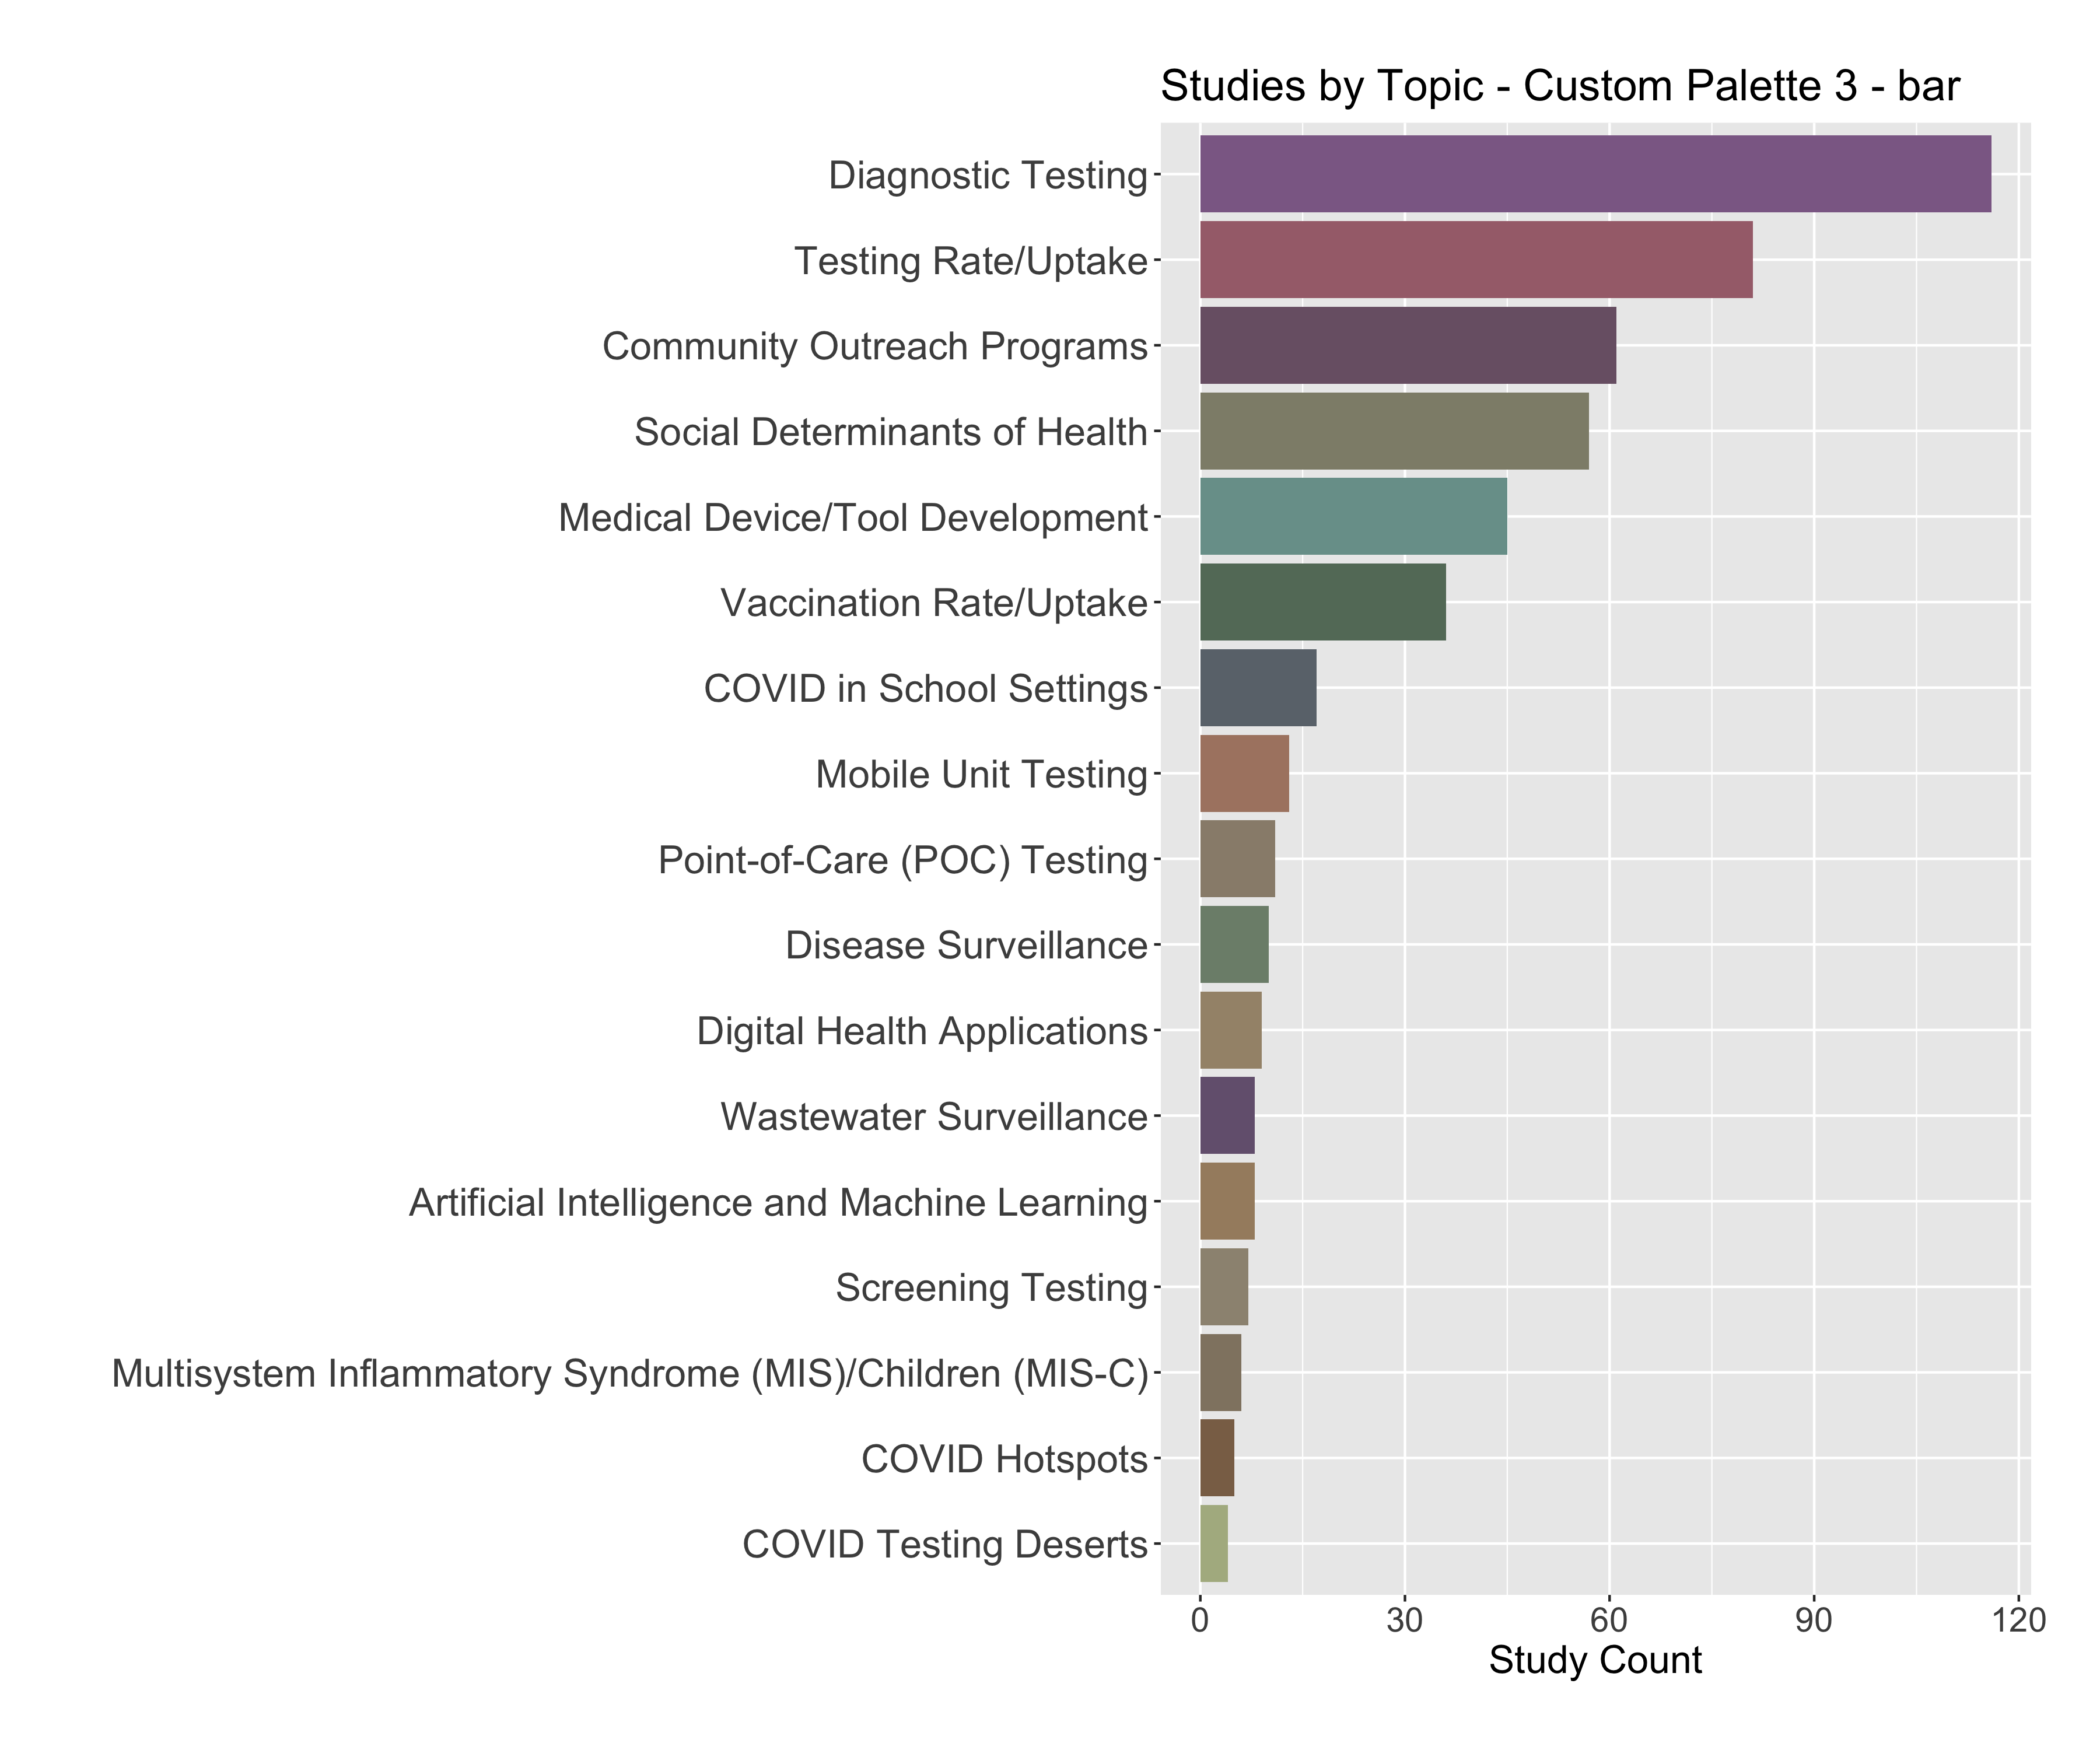 Studies by Topic - Custom Palette 3 - bar
Diagnostic Testing
Testing Rate/Uptake
Community Outreach Programs
Social Determinants of Health
Medical Device/Tool Development
Vaccination Rate/Uptake
COVID in School Settings
Mobile Unit Testing
Point-of-Care (POC) Testing
Disease Surveillance
Digital Health Applications
Wastewater Surveillance
Artificial Intelligence and Machine Learning
Screening Testing
Multisystem Inflammatory Syndrome (MIS)/Children (MIS-C)
COVID Hotspots
COVID Testing Deserts
0 30 60 90 120
Study Count